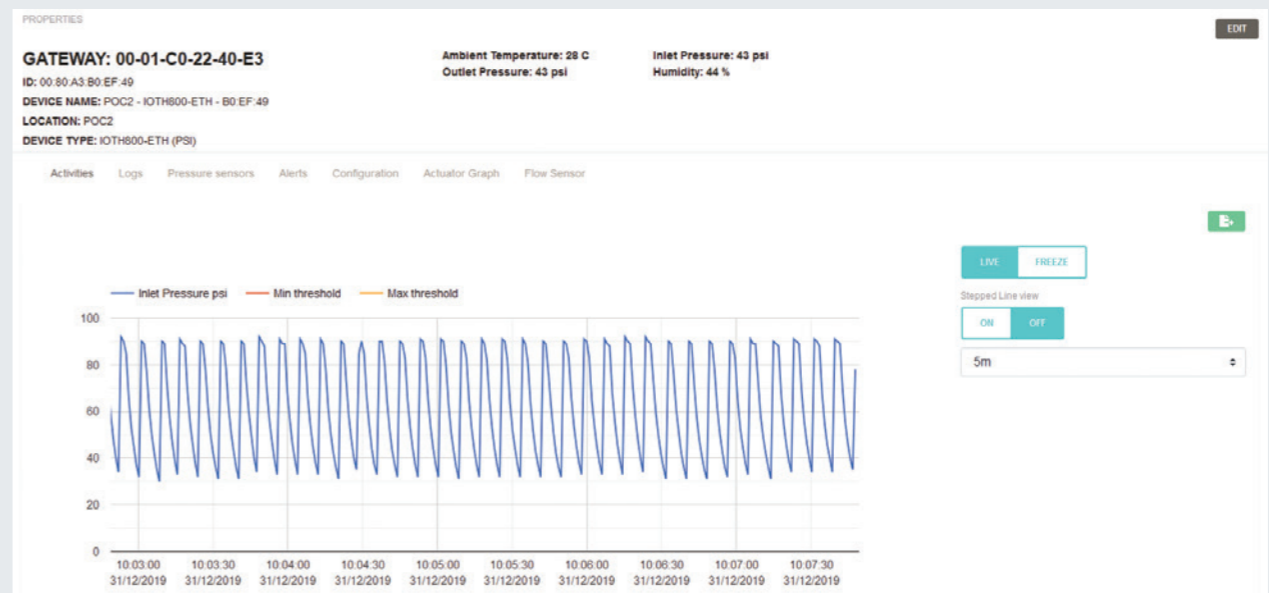 PROPERTIES
EDIT
GATEWAY: 00-01-C0-22-40-E3
Ambient Temperature: 28 C
Inlet Pressure: 43 psi
Outlet Pressure: 43 psi
Humidity: 44 %
ID: 00:80:A3:B0:EF:49
DEVICE NAME: POC2 - IOTH600-ETH - B0:EF:49
LOCATION: POC2
DEVICE TYPE: IOTH600-ETH (PSI)
Activities Logs Pressure sensors Alerts Configuration Actuator Graph Flow Sensor
LIVE FREEZE
Stepped Line view
ON OFF
5m
Inlet Pressure psi Min threshold Max threshold
100
80
60
40
20
0
10:03:00 10:03:30 10:04:00 10:04:30 10:05:00 10:05:30 10:06:00 10:06:30 10:07:00 10:07:30
31/12/2019 31/12/2019 31/12/2019 31/12/2019 31/12/2019 31/12/2019 31/12/2019 31/12/2019 31/12/2019 31/12/2019